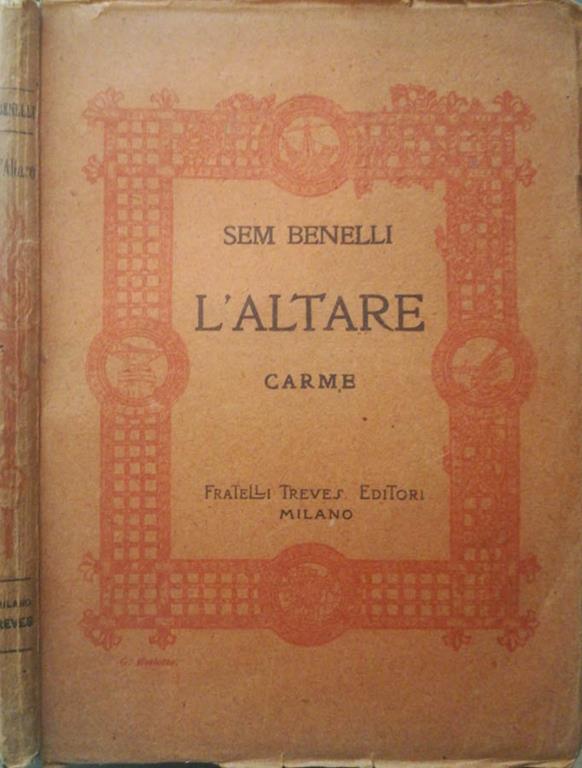 BENELLI
L'Altare
SEM BENELLI
L'ALTARE
CARME
FRATELLI TREVES EDITORI
MILANO
MILANO
TREVES